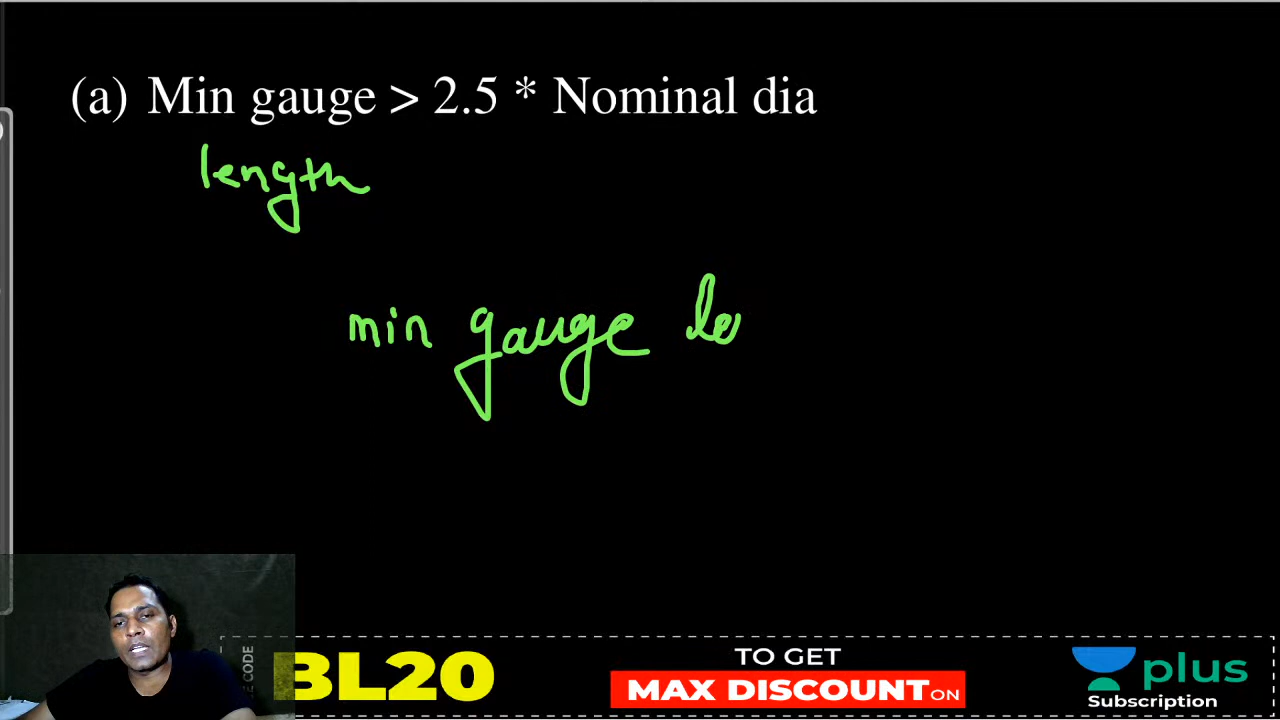 (a) Min gauge > 2.5 * Nominal dia
length
min gauge le
CODE
BL20
TO GET
MAX DISCOUNT ON
plus
Subscription